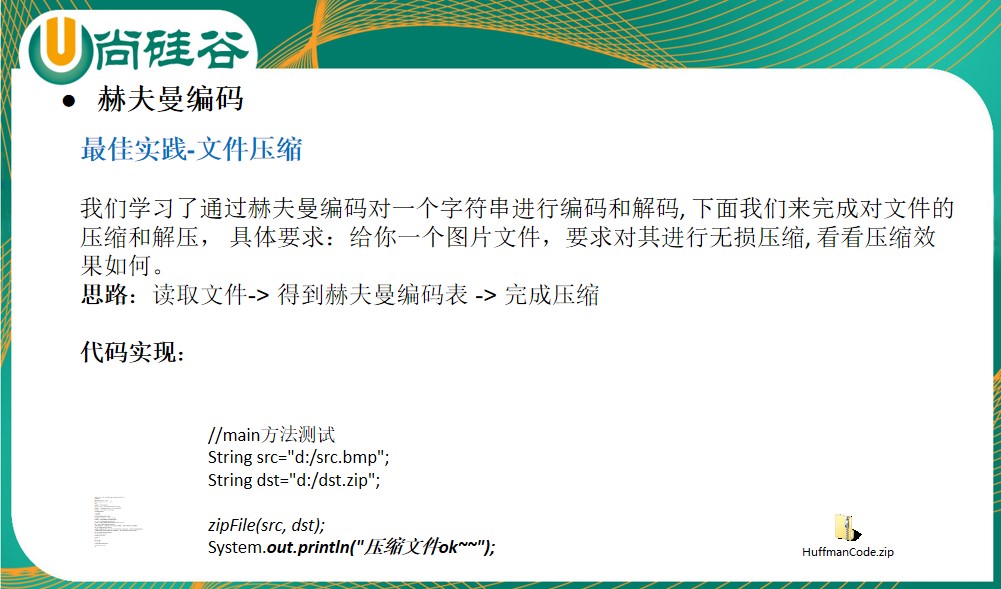 尚硅谷
● 赫夫曼编码
最佳实践-文件压缩
我们学习了通过赫夫曼编码对一个字符串进行编码和解码, 下面我们来完成对文件的
压缩和解压， 具体要求：给你一个图片文件，要求对其进行无损压缩, 看看压缩效
果如何。
思路：读取文件-> 得到赫夫曼编码表 -> 完成压缩
代码实现：
//main方法测试
String src="d:/src.bmp";
String dst="d:/dst.zip";
zipFile(src, dst);
System.out.println("压缩文件ok~~");
HuffmanCode.zip